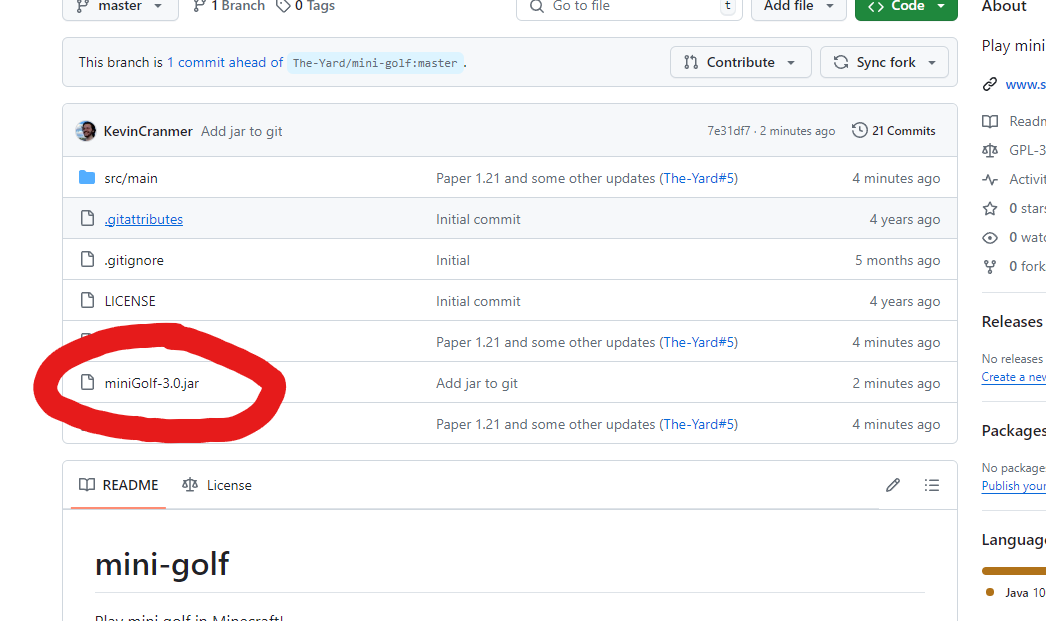 master 1 Branch 0 Tags Go to file t Add file Code About
Play mini
This branch is 1 commit ahead of The-Yard/mini-golf:master . Contribute Sync fork
www.s
KevinCranmer Add jar to git 7e31df7 · 2 minutes ago 21 Commits
Readm
GPL-3
src/main Paper 1.21 and some other updates (The-Yard#5) 4 minutes ago
Activit
.gitattributes Initial commit 4 years ago
0 stars
0 watc
.gitignore Initial 5 months ago
0 fork
LICENSE Initial commit 4 years ago
Releases
Paper 1.21 and some other updates (The-Yard#5) 4 minutes ago
No releases
Create a new
miniGolf-3.0.jar Add jar to git 2 minutes ago
Paper 1.21 and some other updates (The-Yard#5) 4 minutes ago
Packages
No package
Publish your
README License
Languag
mini-golf
Java 10
Play mini golf in Minecraft!